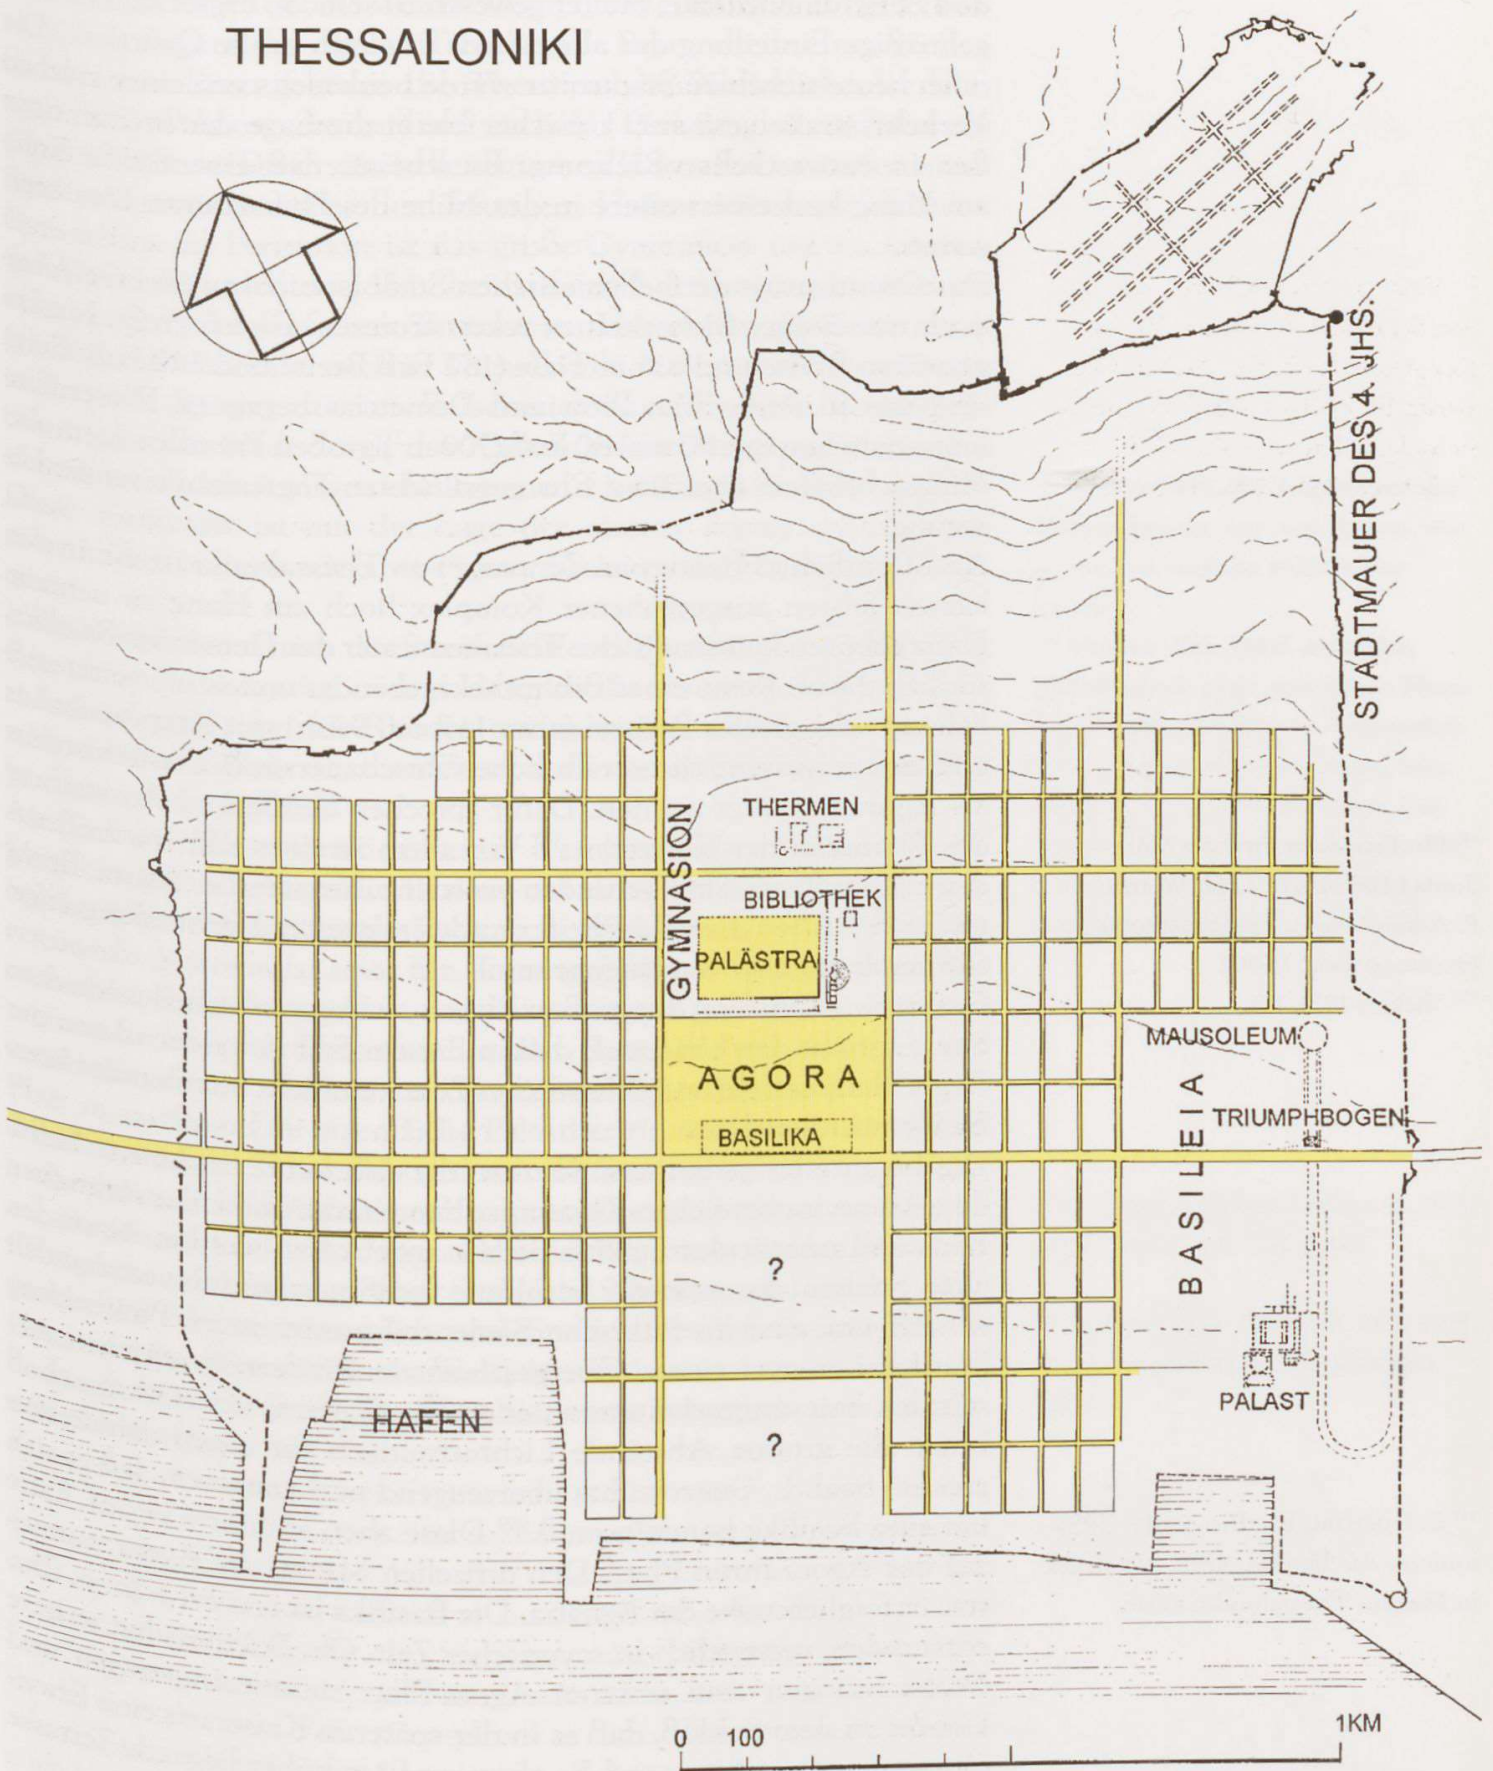 THESSALONIKI
STADTMAUER DES 4. JHS.
GYMNASION
THERMEN
BIBLIOTHEK
PALÄSTRA
AGORA
BASILIKA
MAUSOLEUM
TRIUMPHBOGEN
BASILEIA
?
PALAST
HAFEN
?
0 100 1KM